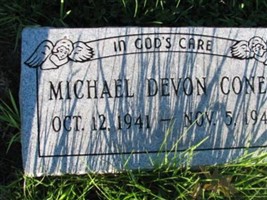 IN GOD'S CARE
MICHAEL DEVON CONE
OCT. 12, 1941 — NOV. 5, 194